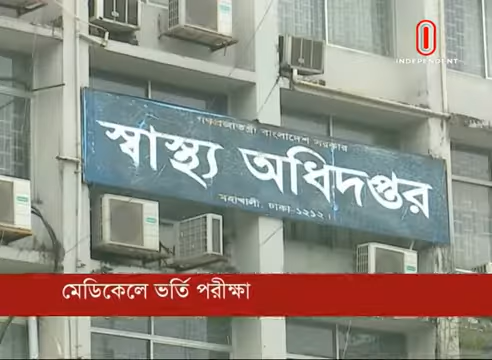 INDEPENDENT
গণপ্রজাতন্ত্রী বাংলাদেশ সরকার
স্বাস্থ্য অধিদপ্তর
মহাখালী, ঢাকা-১২১২।
মেডিকেলে ভর্তি পরীক্ষা